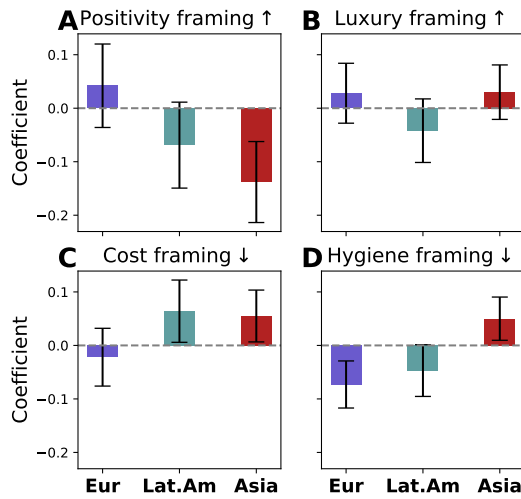 A Positivity framing ↑
B Luxury framing ↑
Coefficient
0.1
0.0
−0.1
−0.2
C Cost framing ↓
D Hygiene framing ↓
Coefficient
0.1
0.0
−0.1
−0.2
Eur Lat.Am Asia
Eur Lat.Am Asia